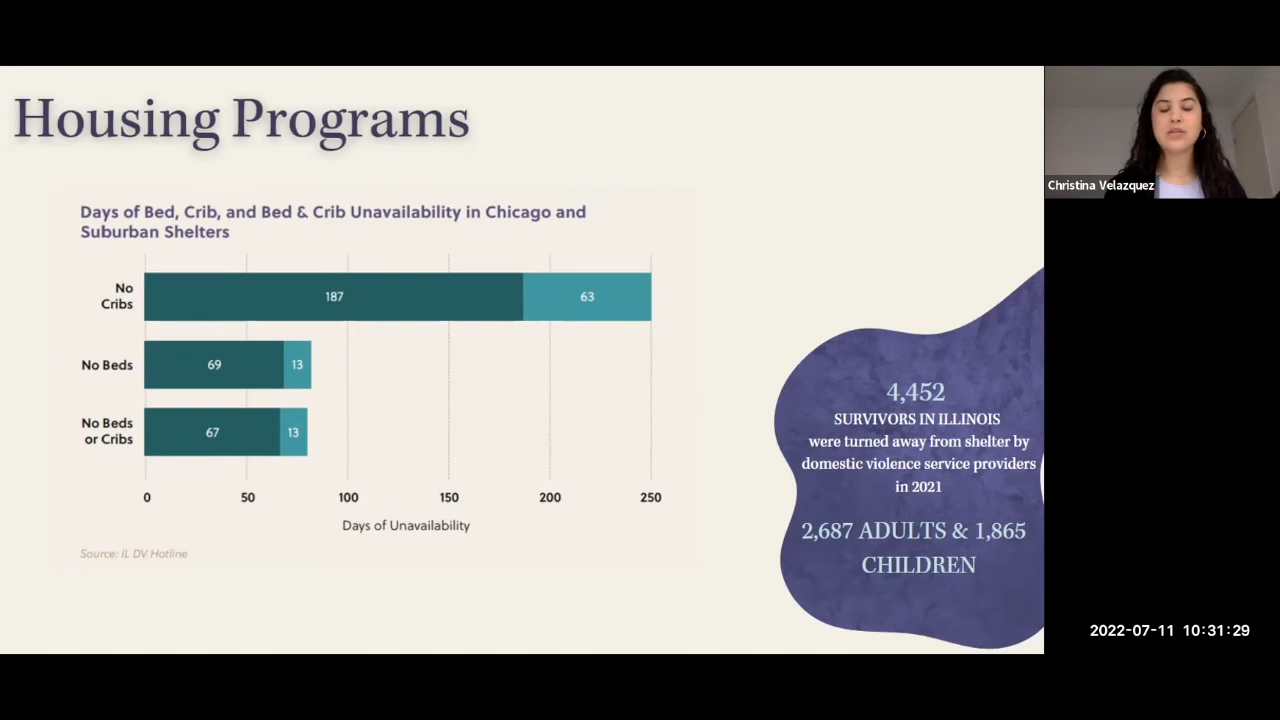 Housing Programs
Days of Bed, Crib, and Bed & Crib Unavailability in Chicago and
Suburban Shelters
No
Cribs
187
63
No Beds
69
13
No Beds
or Cribs
67
13
0
50
100
150
200
250
Days of Unavailability
Source: IL DV Hotline
4,452
SURVIVORS IN ILLINOIS
were turned away from shelter by
domestic violence service providers
in 2021
2,687 ADULTS & 1,865
CHILDREN
Christina Velazquez
2022-07-11 10:31:29